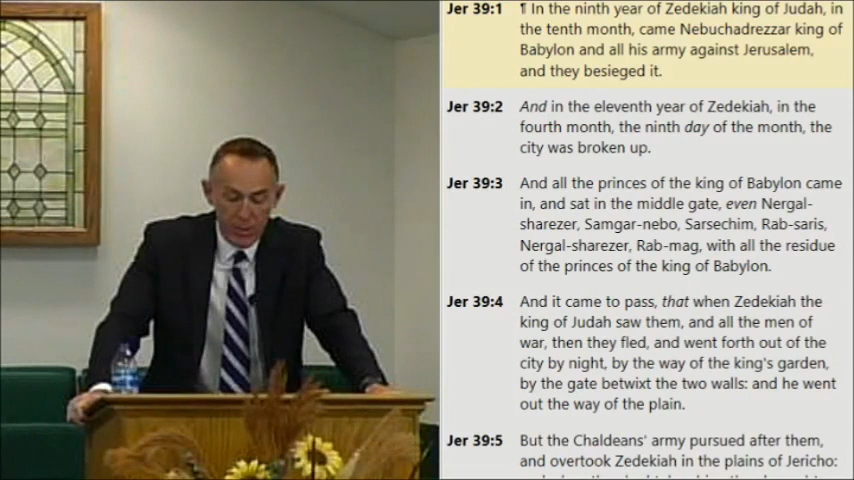 Jer 39:1 ¶ In the ninth year of Zedekiah king of Judah, in
the tenth month, came Nebuchadrezzar king of
Babylon and all his army against Jerusalem,
and they besieged it.
Jer 39:2 And in the eleventh year of Zedekiah, in the
fourth month, the ninth day of the month, the
city was broken up.
Jer 39:3 And all the princes of the king of Babylon came
in, and sat in the middle gate, even Nergal-
sharezer, Samgar-nebo, Sarsechim, Rab-saris,
Nergal-sharezer, Rab-mag, with all the residue
of the princes of the king of Babylon.
Jer 39:4 And it came to pass, that when Zedekiah the
king of Judah saw them, and all the men of
war, then they fled, and went forth out of the
city by night, by the way of the king's garden,
by the gate betwixt the two walls: and he went
out the way of the plain.
Jer 39:5 But the Chaldeans' army pursued after them,
and overtook Zedekiah in the plains of Jericho: